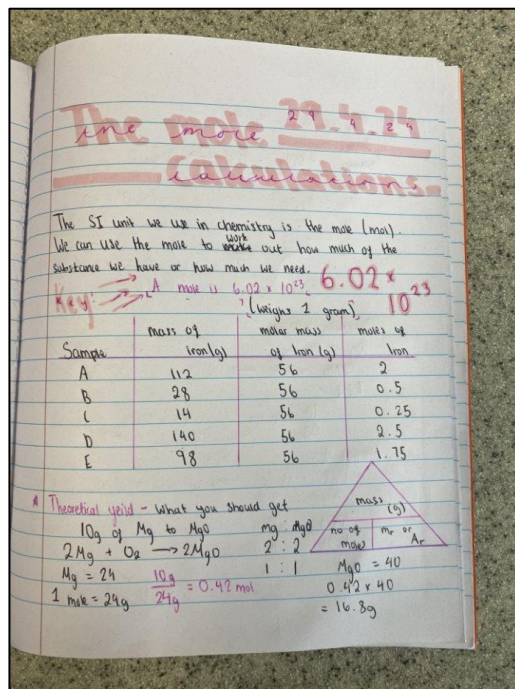 The mole 29.4.24
calculations.
The SI unit we use in chemistry is the mole (mol).
We can use the mole to work out how much of the
substance we have or how much we need. 6.02 x 10²³
Key: A mole is 6.02 x 10²³.
(weighs 1 gram)
Sample mass of iron(g) molar mass of Iron (g) moles of Iron
A 112 56 2
B 28 56 0.5
C 14 56 0.25
D 140 56 2.5
E 98 56 1.75
* Theoretical yeild - What you should get
10g of Mg to MgO
2Mg + O₂ → 2MgO
Mg = 24
1 mole = 24g
10g/24g = 0.42 mol
mg : MgO
2 : 2
1 : 1
mass (g)
no of moles mr or Ar
MgO = 40
0.42 x 40
= 16.8g